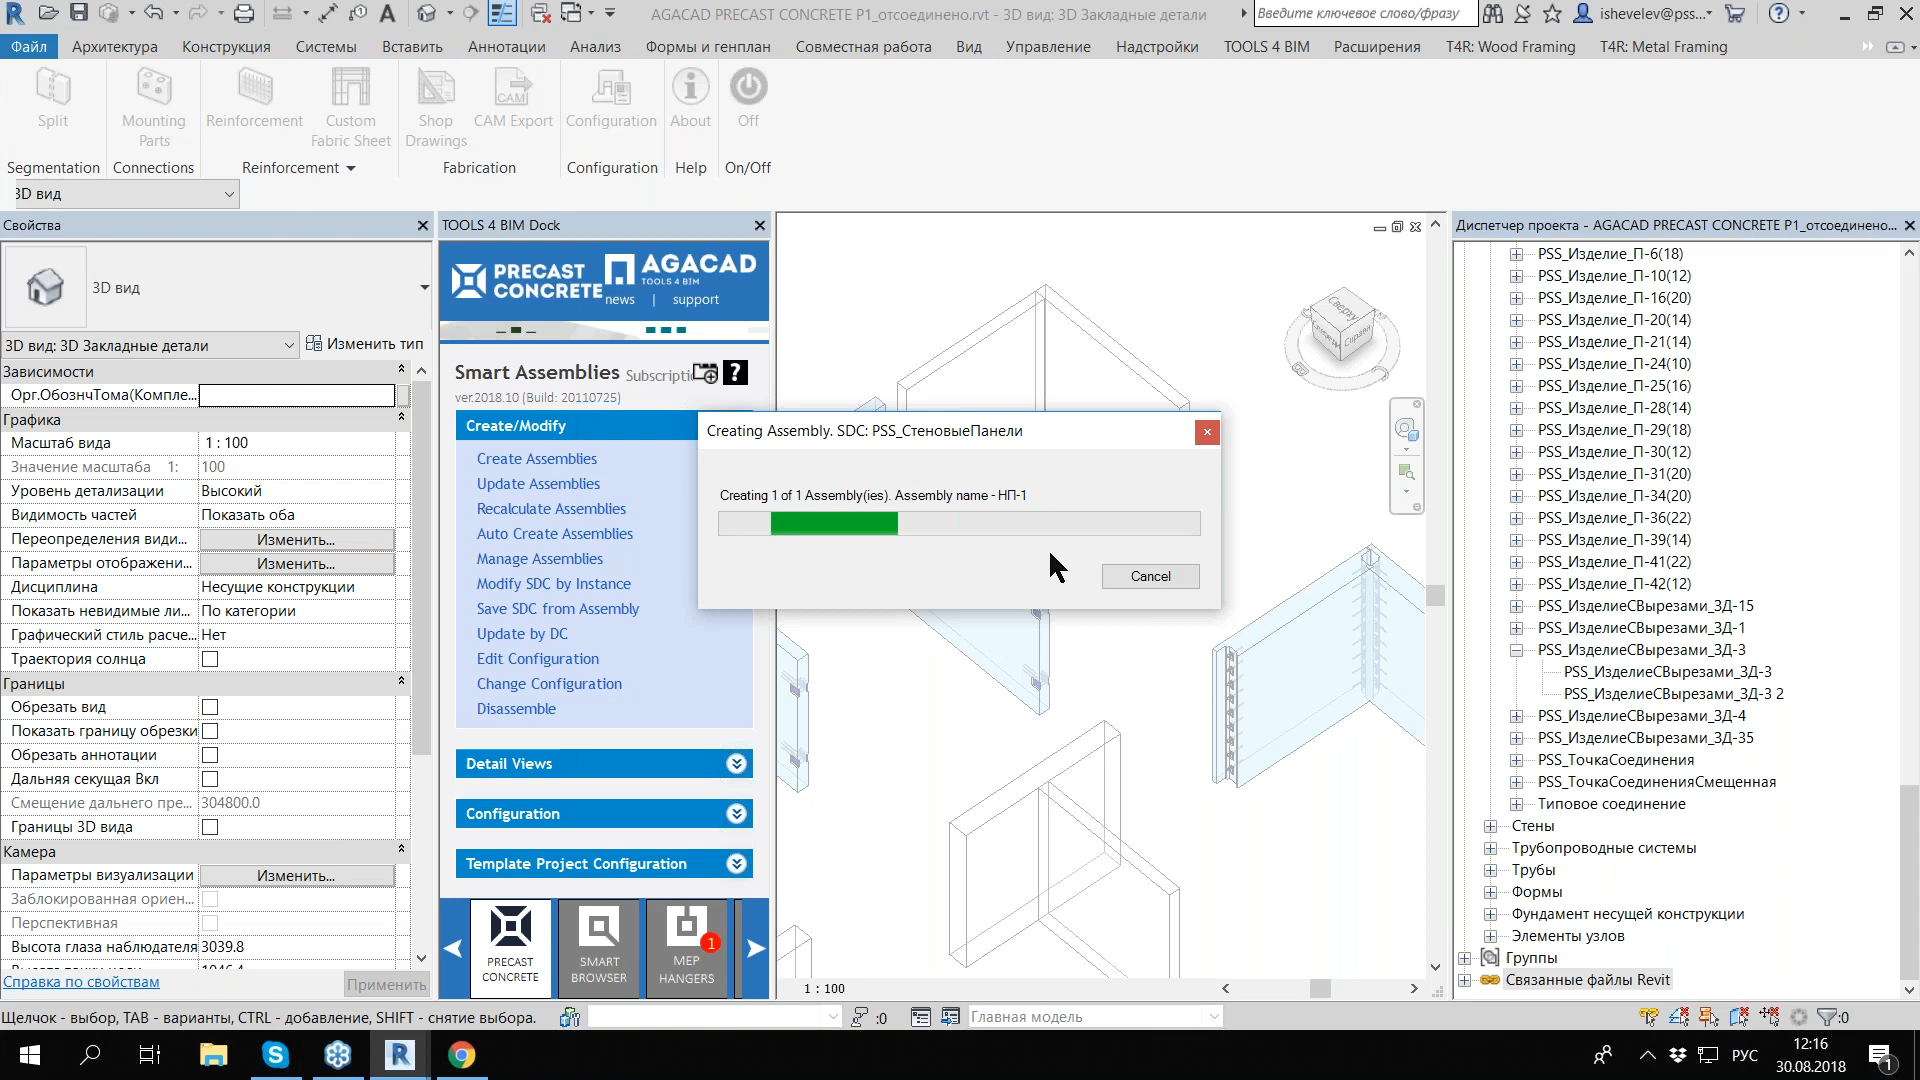 AGACAD PRECAST CONCRETE P1_отсоединено.rvt - 3D вид: 3D Закладные детали
Введите ключевое слово/фразу
ishevelev@pss...
Файл Архитектура Конструкция Системы Вставить Аннотации Анализ Формы и генплан Совместная работа Вид Управление Надстройки TOOLS 4 BIM Расширения T4R: Wood Framing T4R: Metal Framing
Split
Mounting Parts
Reinforcement
Custom Fabric Sheet
Shop Drawings
CAM
CAM Export
Configuration
About
Off
Segmentation Connections Reinforcement Fabrication Configuration Help On/Off
3D вид
Свойства
3D вид
3D вид: 3D Закладные детали
Изменить тип
Зависимости
Орг.ОбознчТома(Компле...
Графика
Масштаб вида 1 : 100
Значение масштаба 1: 100
Уровень детализации Высокий
Видимость частей Показать оба
Переопределения види... Изменить...
Параметры отображени... Изменить...
Дисциплина Несущие конструкции
Показать невидимые ли... По категории
Графический стиль расче... Нет
Траектория солнца
Границы
Обрезать вид
Показать границу обрезки
Обрезать аннотации
Дальняя секущая Вкл
Смещение дальнего пре... 304800.0
Границы 3D вида
Камера
Параметры визуализации Изменить...
Заблокированная ориен...
Перспективная
Высота глаза наблюдателя 3039.8
Справка по свойствам
Применить
TOOLS 4 BIM Dock
PRECAST CONCRETE
AGACAD
TOOLS 4 BIM
news | support
Smart Assemblies Subscripti
?
ver.2018.10 (Build: 20110725)
Create/Modify
Create Assemblies
Update Assemblies
Recalculate Assemblies
Auto Create Assemblies
Manage Assemblies
Modify SDC by Instance
Save SDC from Assembly
Update by DC
Edit Configuration
Change Configuration
Disassemble
Detail Views
Configuration
Template Project Configuration
PRECAST CONCRETE
SMART BROWSER
1
MEP HANGERS
Сверху
Справа
Creating Assembly. SDC: PSS_СтеновыеПанели
Creating 1 of 1 Assembly(ies). Assembly name - НП-1
Cancel
1 : 100
Диспетчер проекта - AGACAD PRECAST CONCRETE P1_отсоединено...
PSS_Изделие_П-6(18)
PSS_Изделие_П-10(12)
PSS_Изделие_П-16(20)
PSS_Изделие_П-20(14)
PSS_Изделие_П-21(14)
PSS_Изделие_П-24(10)
PSS_Изделие_П-25(16)
PSS_Изделие_П-28(14)
PSS_Изделие_П-29(18)
PSS_Изделие_П-30(12)
PSS_Изделие_П-31(20)
PSS_Изделие_П-34(20)
PSS_Изделие_П-36(22)
PSS_Изделие_П-39(14)
PSS_Изделие_П-41(22)
PSS_Изделие_П-42(12)
PSS_ИзделиеСВырезами_ЗД-15
PSS_ИзделиеСВырезами_ЗД-1
PSS_ИзделиеСВырезами_ЗД-3
PSS_ИзделиеСВырезами_ЗД-3
PSS_ИзделиеСВырезами_ЗД-3 2
PSS_ИзделиеСВырезами_ЗД-4
PSS_ИзделиеСВырезами_ЗД-35
PSS_ТочкаСоединения
PSS_ТочкаСоединенияСмещенная
Типовое соединение
Стены
Трубопроводные системы
Трубы
Формы
Фундамент несущей конструкции
Элементы узлов
Группы
Связанные файлы Revit
Щелчок - выбор, TAB - варианты, CTRL - добавление, SHIFT - снятие выбора.
:0
Главная модель
:0
РУС
12:16
30.08.2018
1